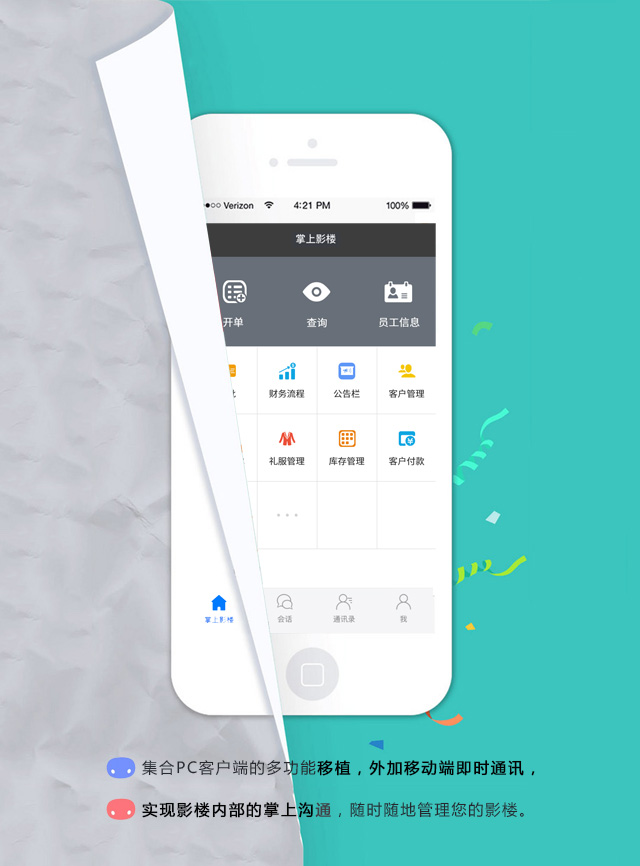 Verizon 4:21 PM 100%
掌上影楼
开单 查询 员工信息
财务流程 公告栏 客户管理
礼服管理 库存管理 客户付款
掌上影楼 会话 通讯录 我
集合PC客户端的多功能移植，外加移动端即时通讯，
实现影楼内部的掌上沟通，随时随地管理您的影楼。